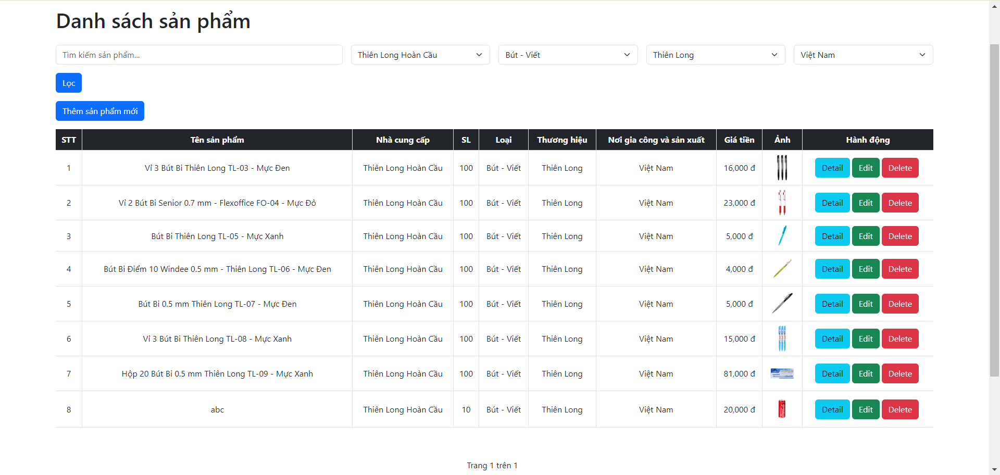 Danh sách sản phẩm
Tìm kiếm sản phẩm... Thiên Long Hoàn Cầu Bút - Viết Thiên Long Việt Nam
Lọc
Thêm sản phẩm mới
STT Tên sản phẩm Nhà cung cấp SL Loại Thương hiệu Nơi gia công và sản xuất Giá tiền Ảnh Hành động
1 Vỉ 3 Bút Bi Thiên Long TL-03 - Mực Đen Thiên Long Hoàn Cầu 100 Bút - Viết Thiên Long Việt Nam 16,000 đ Detail Edit Delete
2 Vỉ 2 Bút Bi Senior 0.7 mm - Flexoffice FO-04 - Mực Đỏ Thiên Long Hoàn Cầu 100 Bút - Viết Thiên Long Việt Nam 23,000 đ Detail Edit Delete
3 Bút Bi Thiên Long TL-05 - Mực Xanh Thiên Long Hoàn Cầu 100 Bút - Viết Thiên Long Việt Nam 5,000 đ Detail Edit Delete
4 Bút Bi Điểm 10 Windee 0.5 mm - Thiên Long TL-06 - Mực Đen Thiên Long Hoàn Cầu 100 Bút - Viết Thiên Long Việt Nam 4,000 đ Detail Edit Delete
5 Bút Bi 0.5 mm Thiên Long TL-07 - Mực Đen Thiên Long Hoàn Cầu 100 Bút - Viết Thiên Long Việt Nam 5,000 đ Detail Edit Delete
6 Vỉ 3 Bút Bi Thiên Long TL-08 - Mực Xanh Thiên Long Hoàn Cầu 100 Bút - Viết Thiên Long Việt Nam 15,000 đ Detail Edit Delete
7 Hộp 20 Bút Bi 0.5 mm Thiên Long TL-09 - Mực Xanh Thiên Long Hoàn Cầu 100 Bút - Viết Thiên Long Việt Nam 81,000 đ Detail Edit Delete
8 abc Thiên Long Hoàn Cầu 10 Bút - Viết Thiên Long Việt Nam 20,000 đ Detail Edit Delete
Trang 1 trên 1